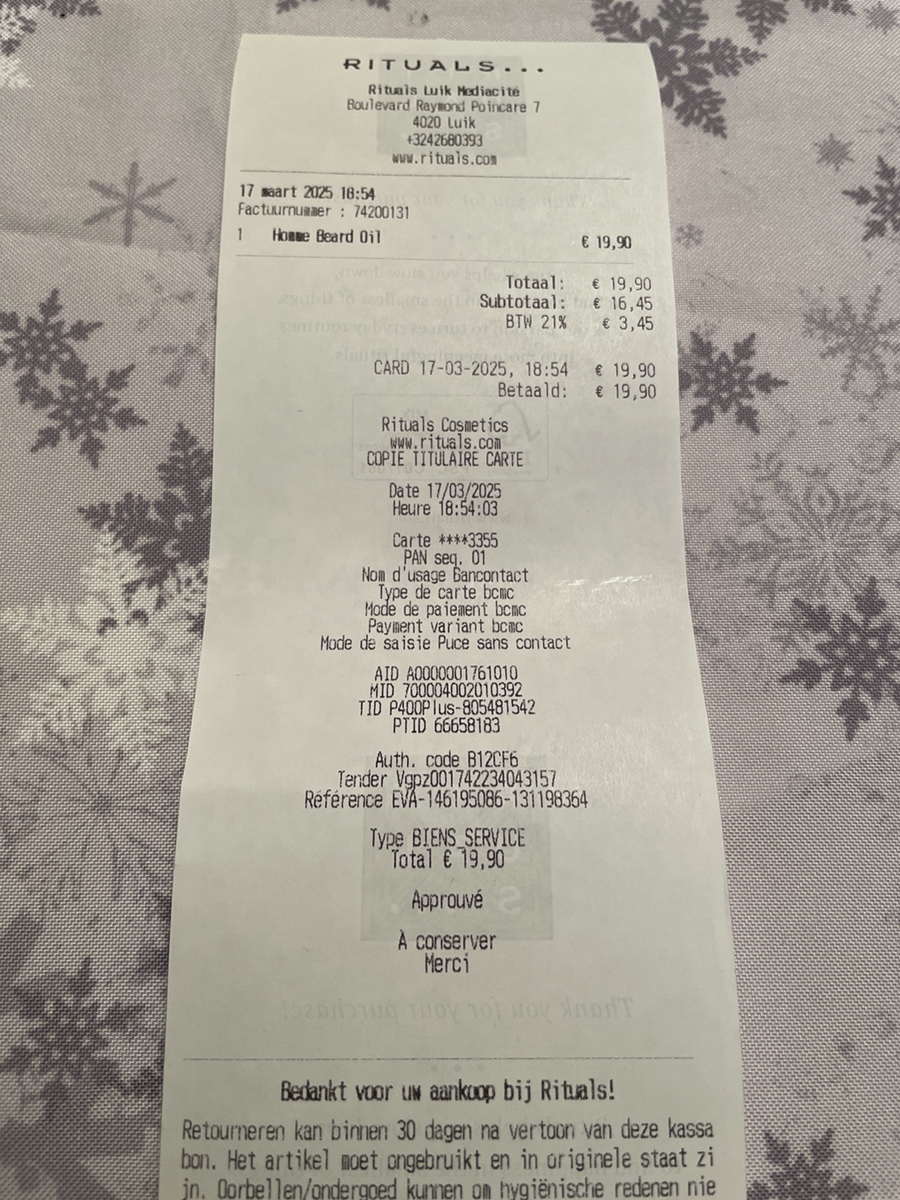 RITUALS...
Rituals Luik Mediacité
Boulevard Raymond Poincare 7
4020 Luik
+3242680393
www.rituals.com
17 maart 2025 18:54
Factuurnummer : 74200131
1 Homme Beard Oil € 19,90
Totaal: € 19,90
Subtotaal: € 16,45
BTW 21% € 3,45
CARD 17-03-2025, 18:54 € 19,90
Betaald: € 19,90
Rituals Cosmetics
www.rituals.com
COPIE TITULAIRE CARTE
Date 17/03/2025
Heure 18:54:03
Carte ****3355
PAN seq. 01
Nom d'usage Bancontact
Type de carte bcmc
Mode de paiement bcmc
Payment variant bcmc
Mode de saisie Puce sans contact
AID A0000001761010
MID 700004002010392
TID P400Plus-805481542
PTID 66658183
Auth. code B12CF6
Tender Vgpz001742234043157
Référence EVA-146195086-131198364
Type BIENS_SERVICE
Total € 19,90
Approuvé
À conserver
Merci
Thank you for your purchase!
Bedankt voor uw aankoop bij Rituals!
Retourneren kan binnen 30 dagen na vertoon van deze kassa
bon. Het artikel moet ongebruikt en in originele staat zi
jn. Oorbellen/ondergoed kunnen om hygiënische redenen nie